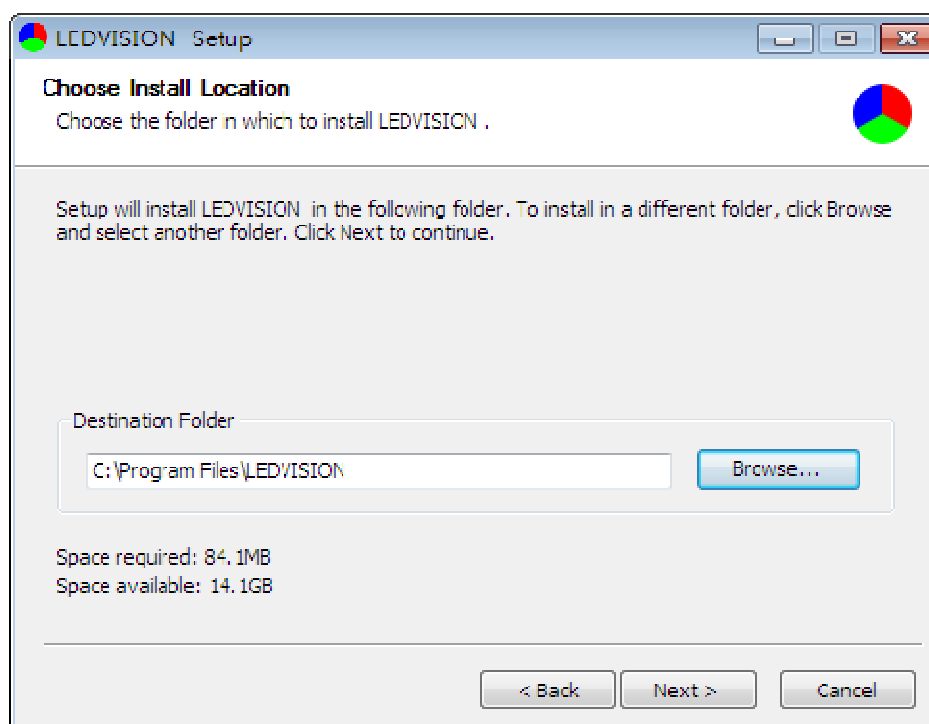 LEDVISION Setup
Choose Install Location
Choose the folder in which to install LEDVISION .
Setup will install LEDVISION in the following folder. To install in a different folder, click Browse
and select another folder. Click Next to continue.
Destination Folder
C:\Program Files\LEDVISION
Browse...
Space required: 84.1MB
Space available: 14.1GB
< Back
Next >
Cancel